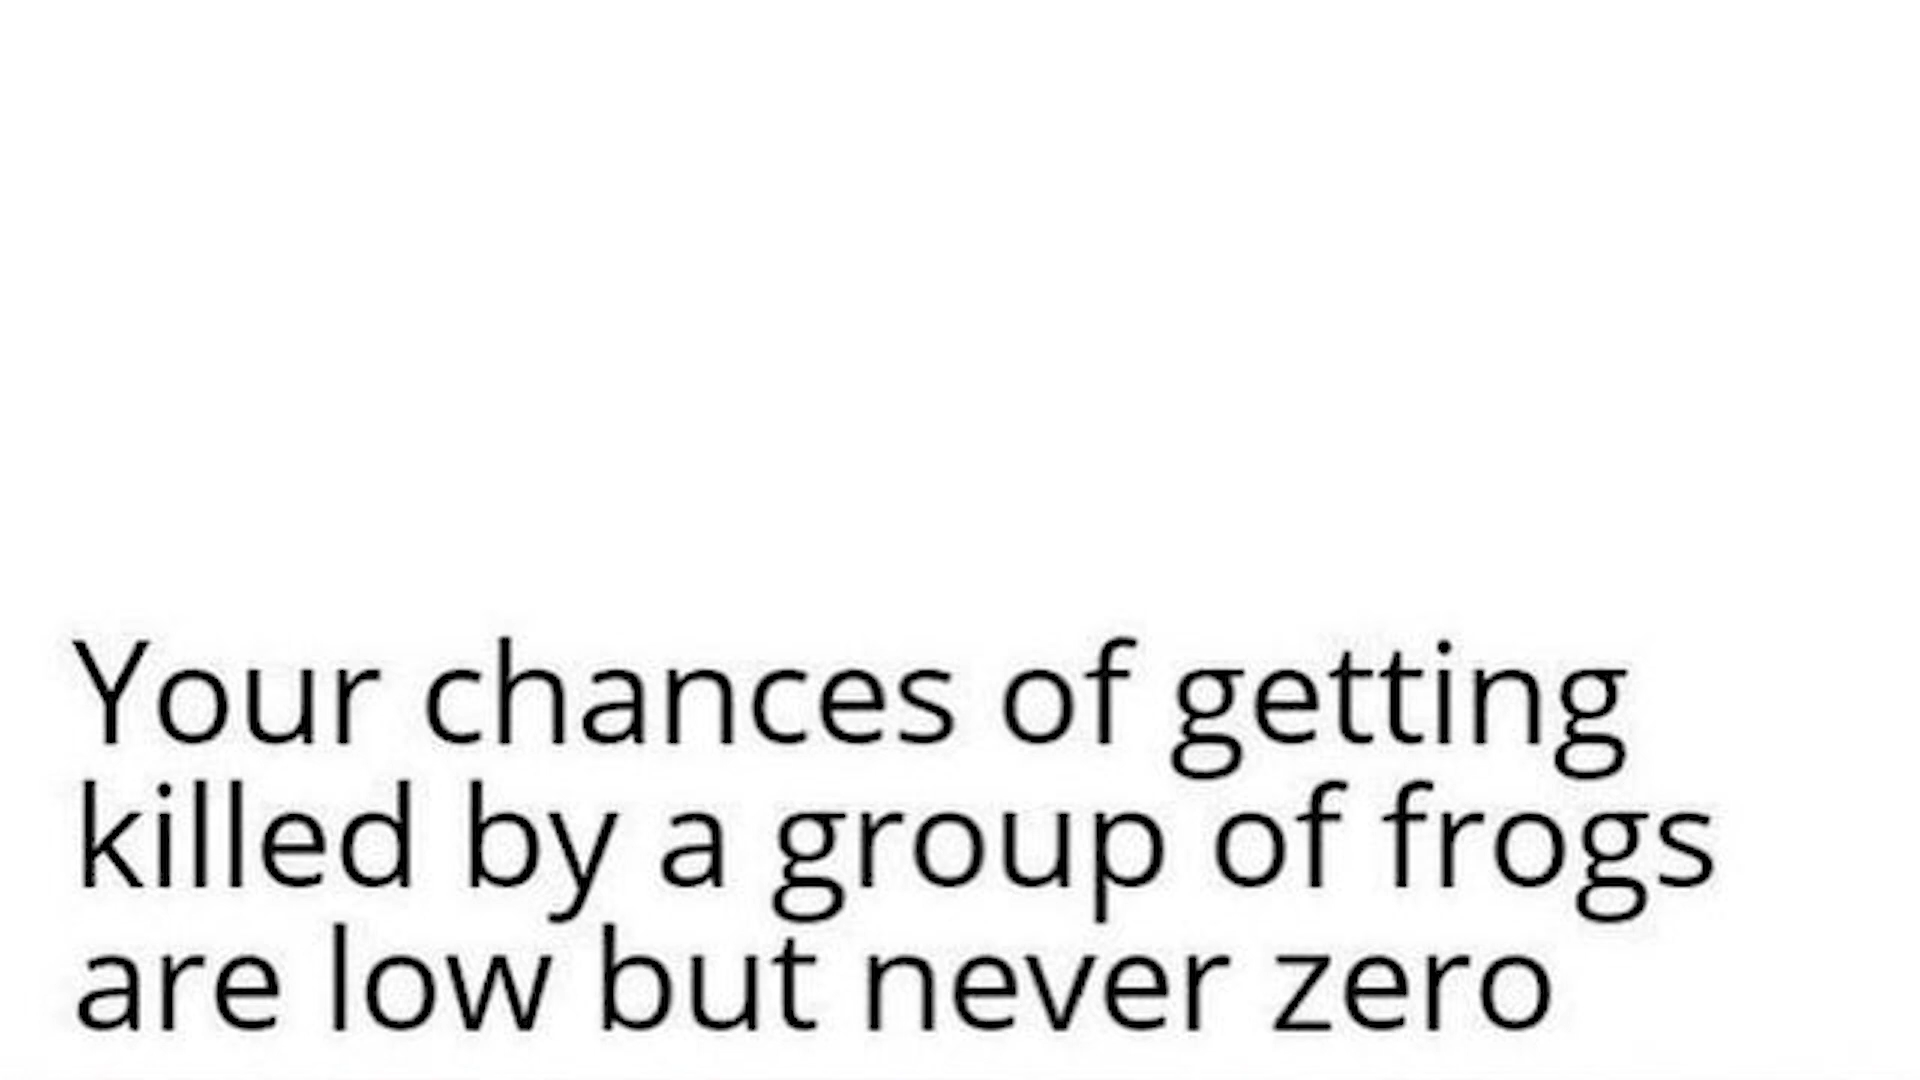 Your chances of getting
killed by a group of frogs
are low but never zero